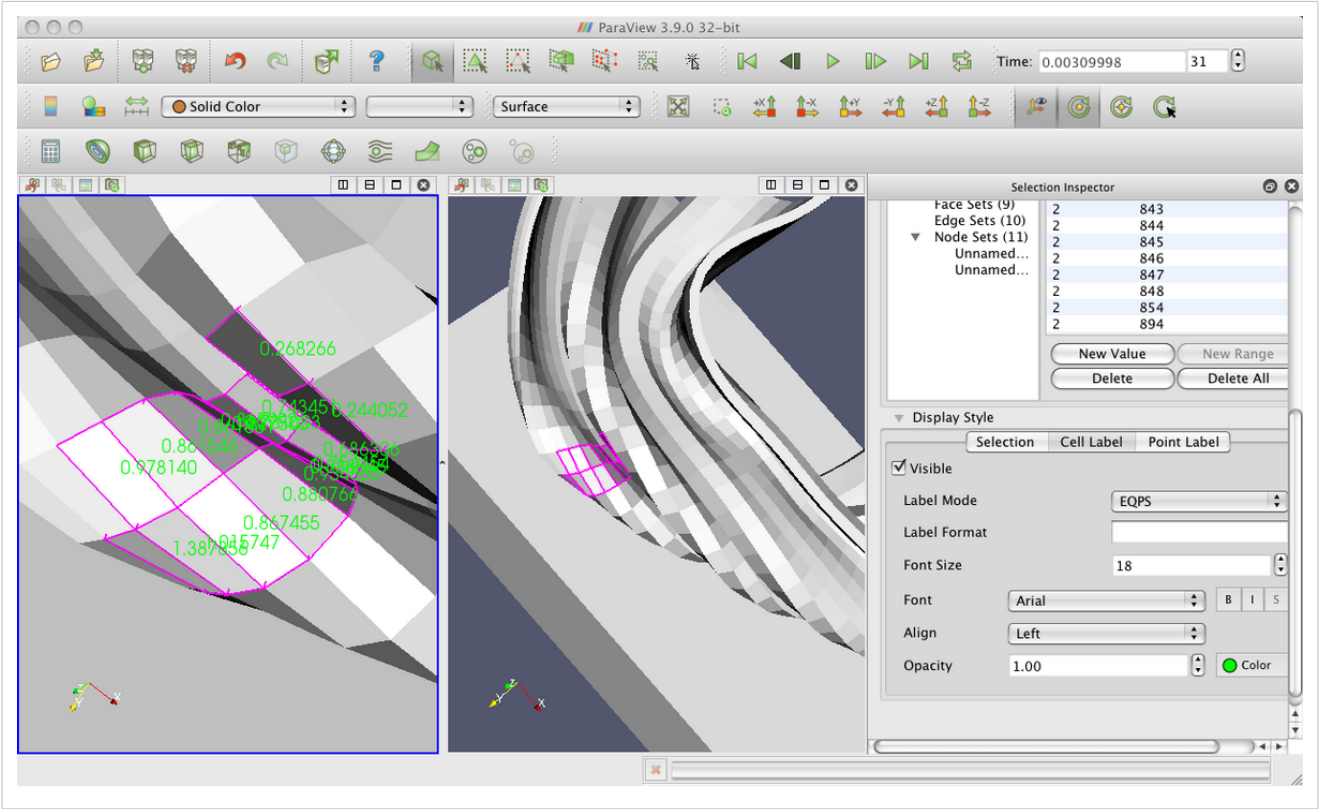 ParaView 3.9.0 32-bit
Time: 0.00309998 31
Solid Color Surface
+X -X +Y -Y +Z -Z
Selection Inspector
Face Sets (9)
Edge Sets (10)
Node Sets (11)
Unnamed...
Unnamed...
2 843
2 844
2 845
2 846
2 847
2 848
2 854
2 894
New Value New Range
Delete Delete All
Display Style
Selection Cell Label Point Label
Visible
Label Mode EQPS
Label Format
Font Size 18
Font Arial B I S
Align Left
Opacity 1.00 Color
0.268266
0.244052
0.861546
0.978140
0.686306
0.880766
0.867455
1.387856
Z Y X
Z Y X